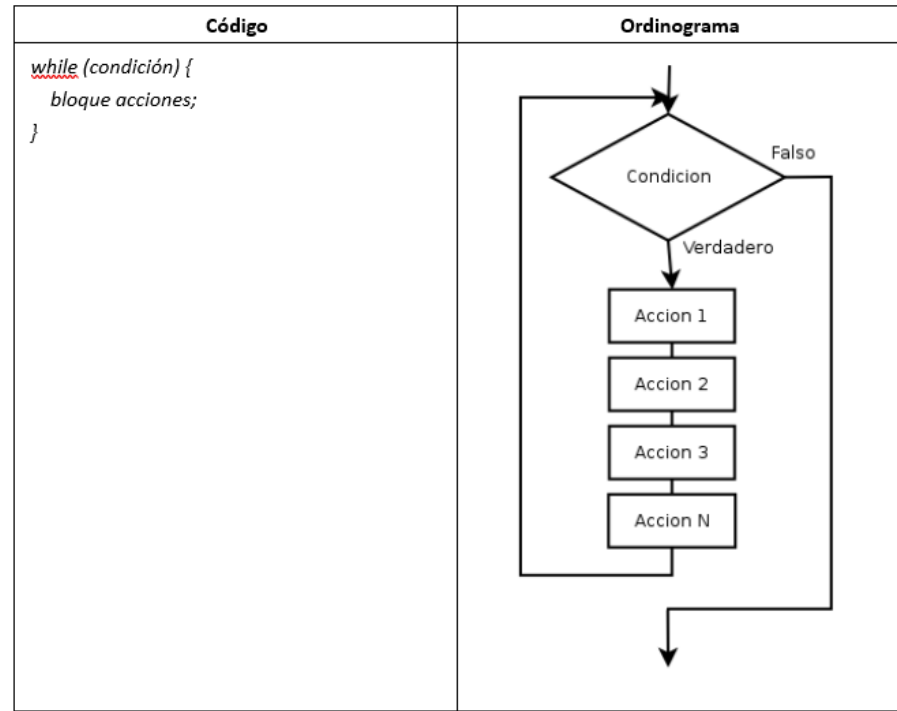 Código
Ordinograma
while (condición) {
bloque acciones;
}
Condicion
Falso
Verdadero
Accion 1
Accion 2
Accion 3
Accion N